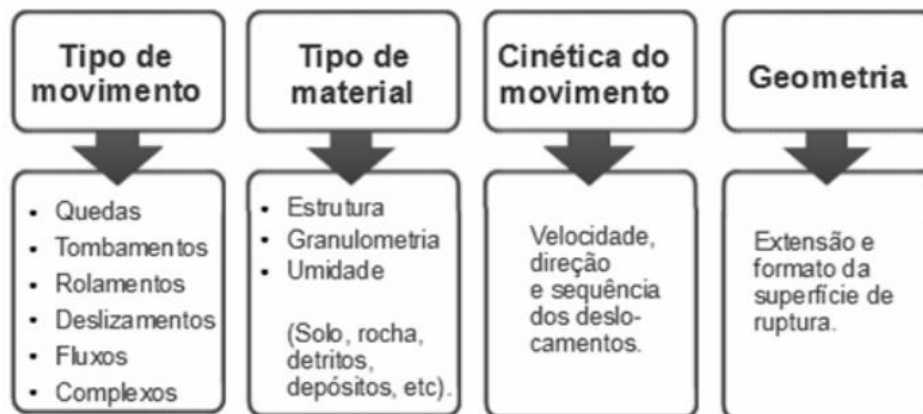 Tipo de
movimento
• Quedas
• Tombamentos
• Rolamentos
• Deslizamentos
• Fluxos
• Complexos
Tipo de
material
• Estrutura
• Granulometria
• Umidade
(Solo, rocha,
detritos,
depósitos, etc).
Cinética do
movimento
Velocidade,
direção
e sequência
dos deslo-
camentos.
Geometria
Extensão e
formato da
superfície de
ruptura.